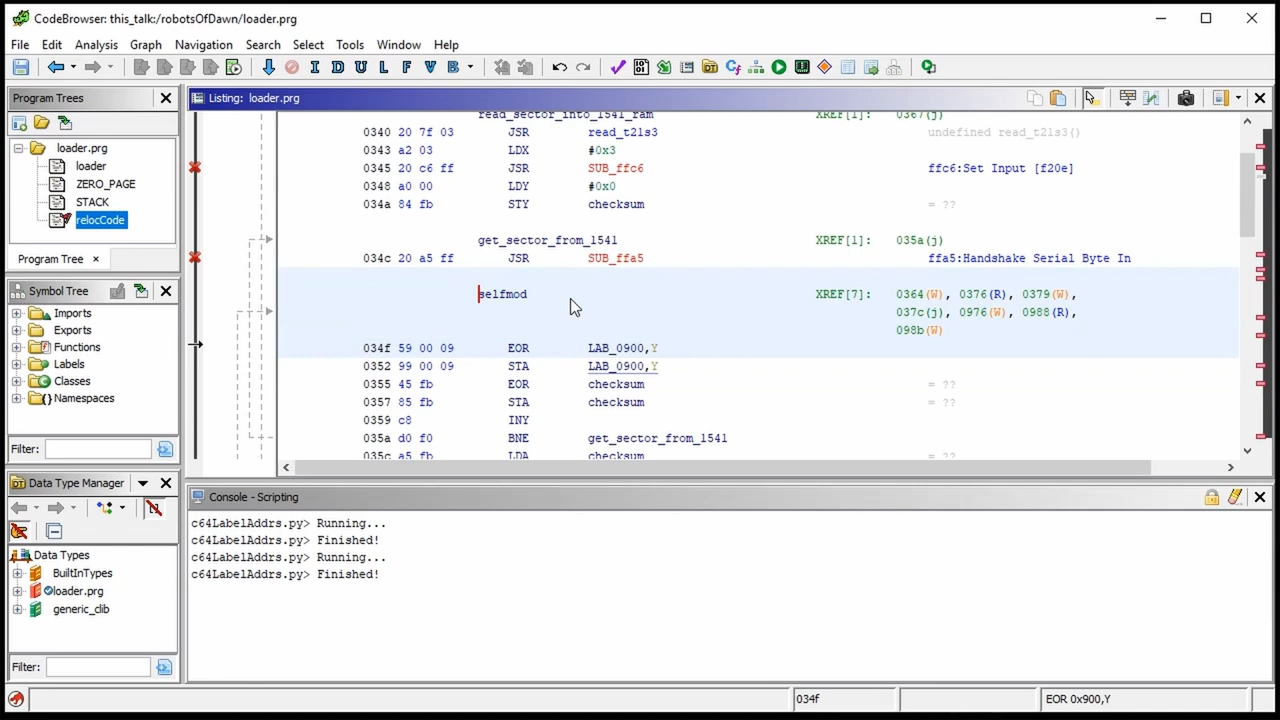 CodeBrowser: this_talk:/robotsOfDawn/loader.prg
File Edit Analysis Graph Navigation Search Select Tools Window Help
Program Trees
loader.prg
loader
ZERO_PAGE
STACK
relocCode
Program Tree ×
Symbol Tree
Imports
Exports
Functions
Labels
Classes
{} Namespaces
Filter:
Data Type Manager
Data Types
BuiltInTypes
loader.prg
generic_clib
Filter:
I D U L F V B
Listing: loader.prg
read_sector_into_1541_ram XREF[1]: 0367(j)
0340 20 7f 03 JSR read_t21s3 undefined read_t21s3()
0343 a2 03 LDX #0x3
0345 20 c6 ff JSR SUB_ffc6 ffc6:Set Input [f20e]
0348 a0 00 LDY #0x0
034a 84 fb STY checksum = ??
get_sector_from_1541 XREF[1]: 035a(j)
034c 20 a5 ff JSR SUB_ffa5 ffa5:Handshake Serial Byte In
selfmod XREF[7]: 0364(W), 0376(R), 0379(W),
037c(j), 0976(W), 0988(R),
098b(W)
034f 59 00 09 EOR LAB_0900,Y
0352 99 00 09 STA LAB_0900,Y
0355 45 fb EOR checksum = ??
0357 85 fb STA checksum = ??
0359 c8 INY
035a d0 f0 BNE get_sector_from_1541
035c a5 fb LDA checksum = ??
Console - Scripting
c64LabelAddrs.py> Running...
c64LabelAddrs.py> Finished!
c64LabelAddrs.py> Running...
c64LabelAddrs.py> Finished!
034f
EOR 0x900,Y